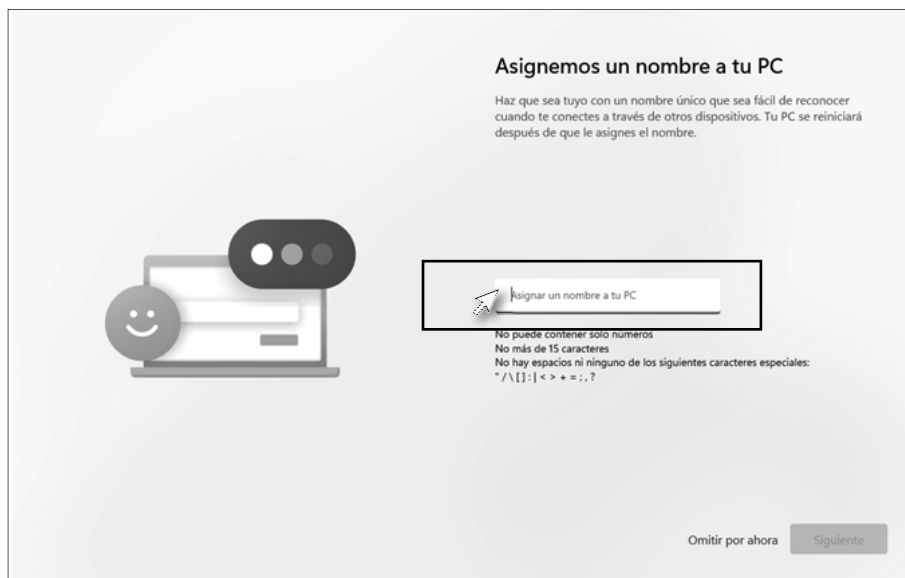 Asignemos un nombre a tu PC
Haz que sea tuyo con un nombre único que sea fácil de reconocer
cuando te conectes a través de otros dispositivos. Tu PC se reiniciará
después de que le asignes el nombre.
Asignar un nombre a tu PC
No puede contener solo números
No más de 15 caracteres
No hay espacios ni ninguno de los siguientes caracteres especiales:
" / \ [ ] : | < > + = ; , ?
Omitir por ahora
Siguiente